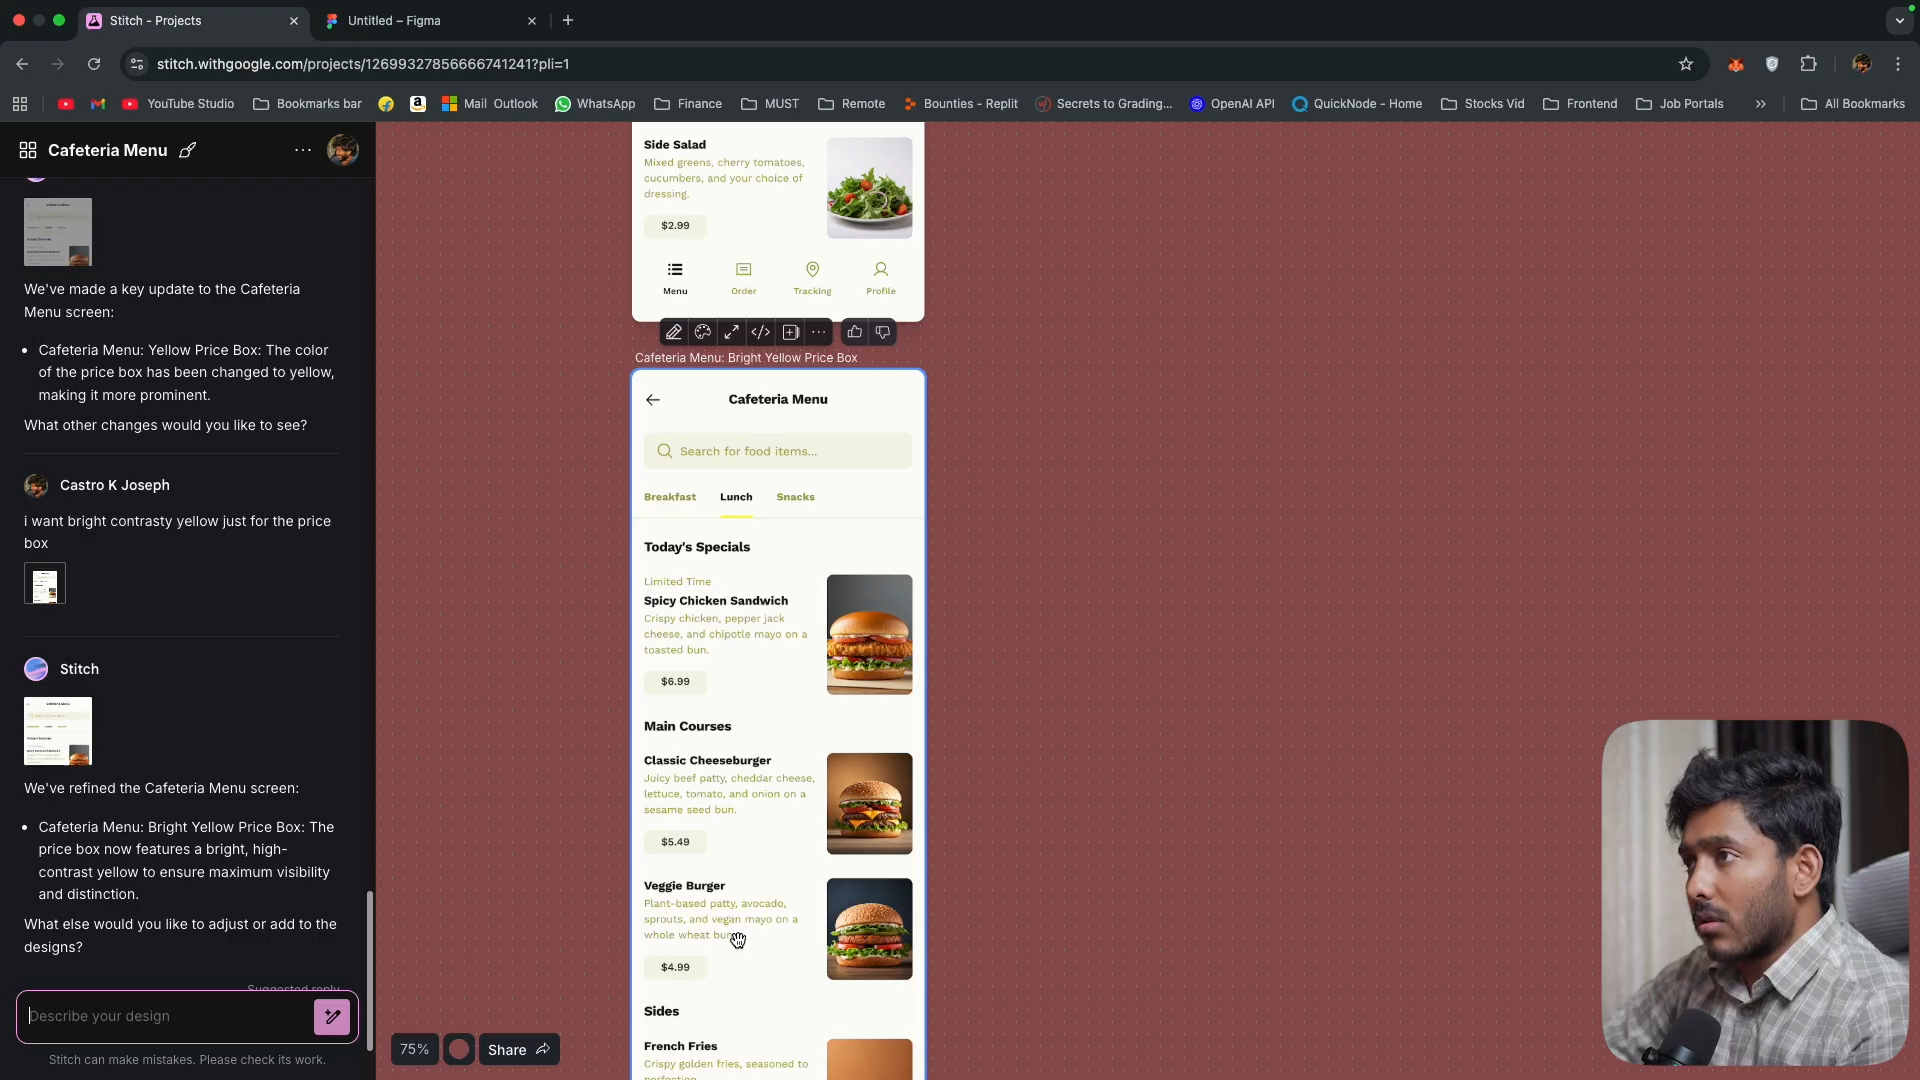 Stitch - Projects
Untitled – Figma
stitch.withgoogle.com/projects/12699327856666741241?pli=1
YouTube Studio
Bookmarks bar
Mail Outlook
WhatsApp
Finance
MUST
Remote
Bounties - Replit
Secrets to Grading...
OpenAI API
QuickNode - Home
Stocks Vid
Frontend
Job Portals
All Bookmarks
Cafeteria Menu
We've made a key update to the Cafeteria
Menu screen:
Cafeteria Menu: Yellow Price Box: The color
of the price box has been changed to yellow,
making it more prominent.
What other changes would you like to see?
Castro K Joseph
i want bright contrasty yellow just for the price
box
Stitch
We've refined the Cafeteria Menu screen:
Cafeteria Menu: Bright Yellow Price Box: The
price box now features a bright, high-
contrast yellow to ensure maximum visibility
and distinction.
What else would you like to adjust or add to the
designs?
Suggested reply
Describe your design
Stitch can make mistakes. Please check its work.
Side Salad
Mixed greens, cherry tomatoes,
cucumbers, and your choice of
dressing.
$2.99
Menu
Order
Tracking
Profile
Cafeteria Menu: Bright Yellow Price Box
Cafeteria Menu
Search for food items...
Breakfast
Lunch
Snacks
Today's Specials
Limited Time
Spicy Chicken Sandwich
Crispy chicken, pepper jack
cheese, and chipotle mayo on a
toasted bun.
$6.99
Main Courses
Classic Cheeseburger
Juicy beef patty, cheddar cheese,
lettuce, tomato, and onion on a
sesame seed bun.
$5.49
Veggie Burger
Plant-based patty, avocado,
sprouts, and vegan mayo on a
whole wheat
$4.99
Sides
French Fries
Crispy golden fries, seasoned to
perfection.
75%
Share